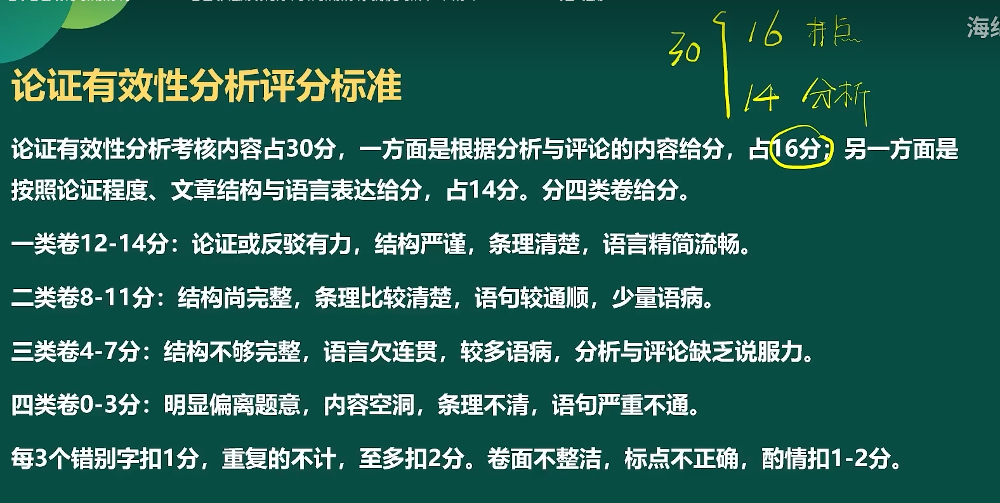 30 16 找点
14 分析
海绵
论证有效性分析评分标准
论证有效性分析考核内容占30分，一方面是根据分析与评论的内容给分，占16分；另一方面是
按照论证程度、文章结构与语言表达给分，占14分。分四类卷给分。
一类卷12-14分：论证或反驳有力，结构严谨，条理清楚，语言精简流畅。
二类卷8-11分：结构尚完整，条理比较清楚，语句较通顺，少量语病。
三类卷4-7分：结构不够完整，语言欠连贯，较多语病，分析与评论缺乏说服力。
四类卷0-3分：明显偏离题意，内容空洞，条理不清，语句严重不通。
每3个错别字扣1分，重复的不计，至多扣2分。卷面不整洁，标点不正确，酌情扣1-2分。